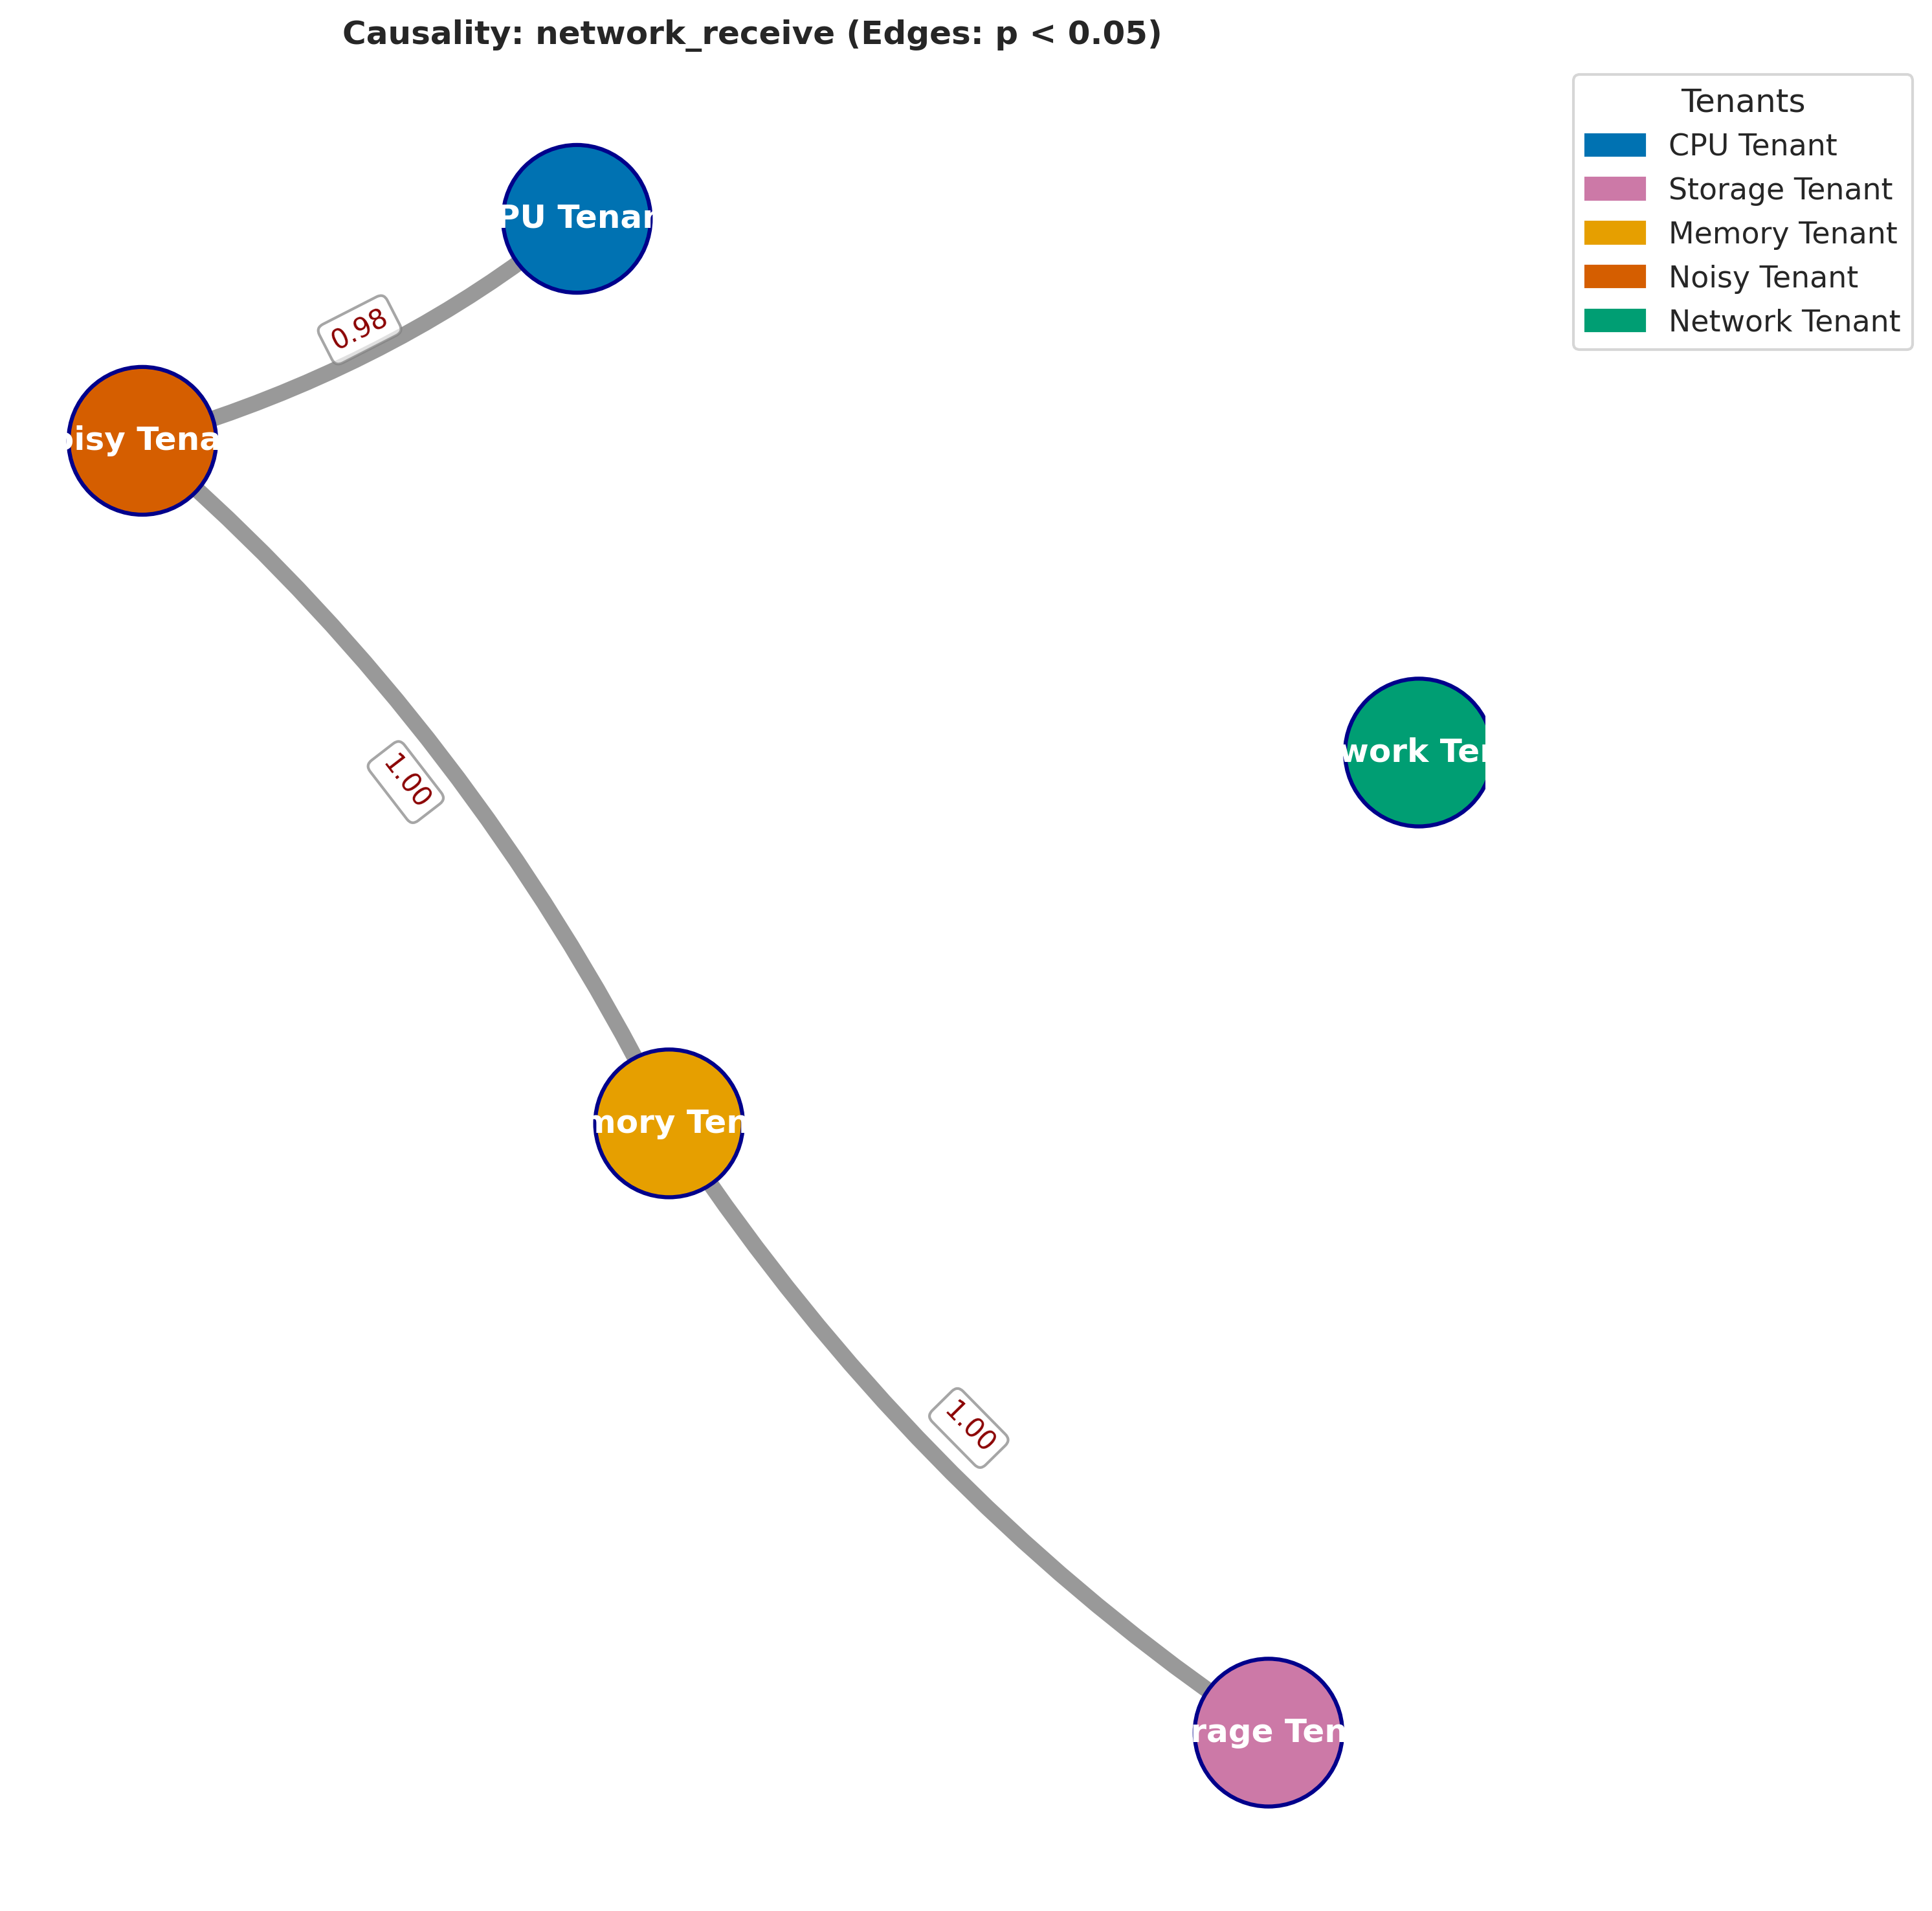 Causality: network_receive (Edges: p < 0.05)
Tenants
CPU Tenant
Storage Tenant
Memory Tenant
Noisy Tenant
Network Tenant
PU Tenan
0.98
oisy Tena
work Ten
1.00
mory Ten
1.00
rage Ten